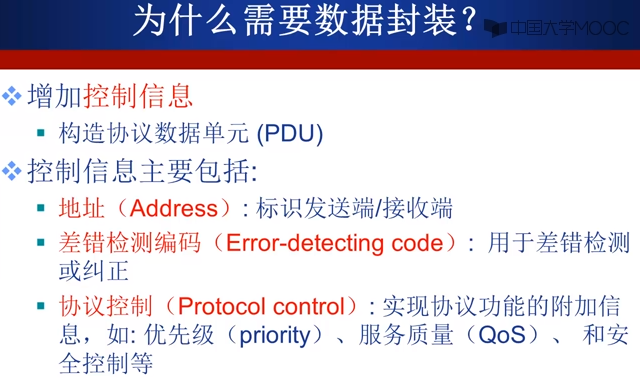 为什么需要数据封装?
中国大学MOOC
增加控制信息
构造协议数据单元 (PDU)
控制信息主要包括:
地址（Address）: 标识发送端/接收端
差错检测编码（Error-detecting code）: 用于差错检测
或纠正
协议控制（Protocol control）: 实现协议功能的附加信
息，如: 优先级（priority）、服务质量（QoS）、 和安
全控制等